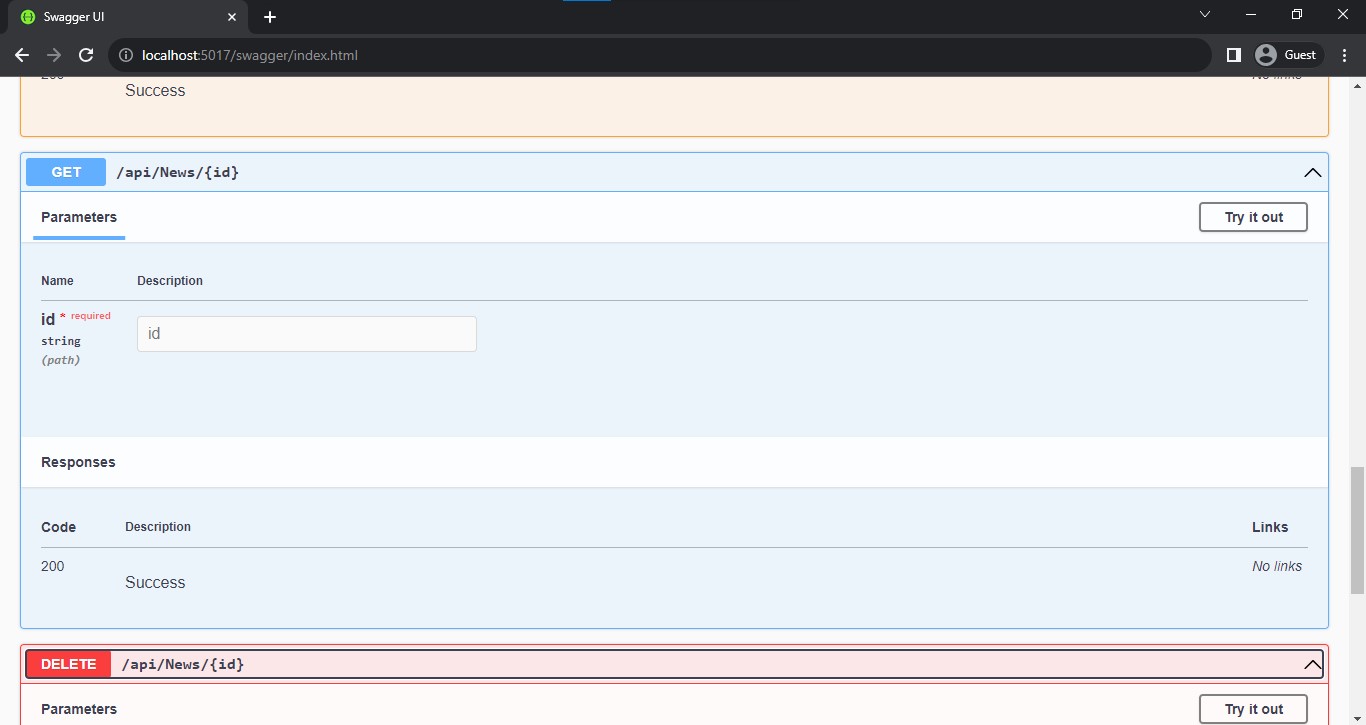 Swagger UI
localhost:5017/swagger/index.html
Guest
Success
GET /api/News/{id}
Parameters
Try it out
Name Description
id * required
id
string
(path)
Responses
Code Description Links
200 No links
Success
DELETE /api/News/{id}
Parameters
Try it out